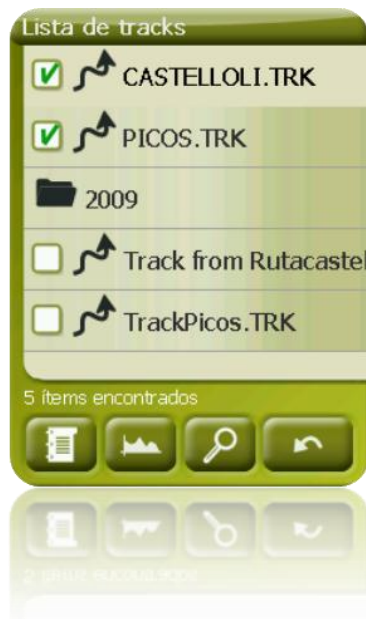 Lista de tracks
CASTELLOLI.TRK
PICOS.TRK
2009
Track from Rutacastel
TrackPicos.TRK
5 ítems encontrados